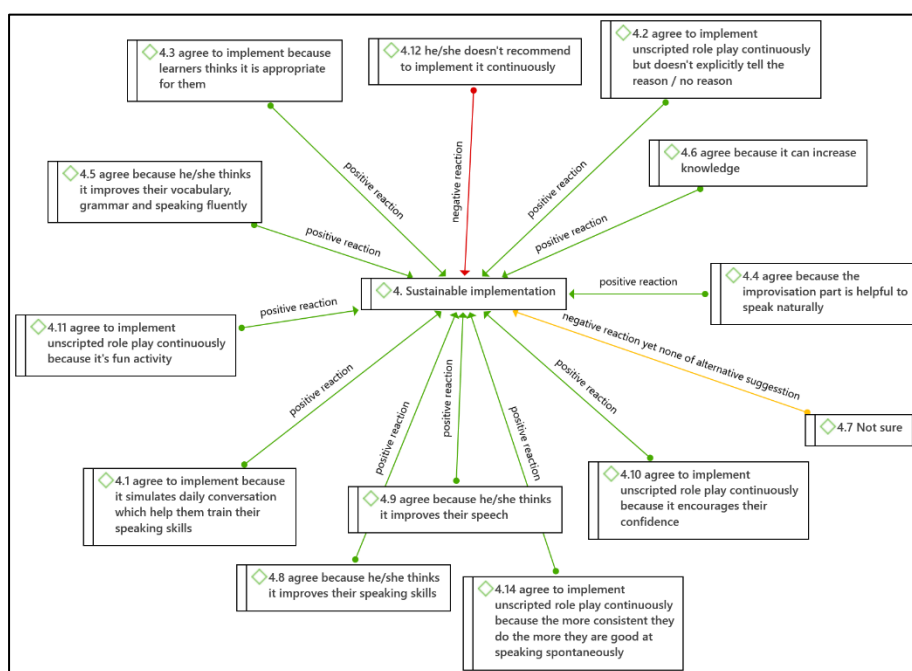 4.3 agree to implement because
learners thinks it is appropriate
for them
4.12 he/she doesn't recommend
to implement it continuously
4.2 agree to implement
unscripted role play continuously
but doesn't explicitly tell the
reason / no reason
4.5 agree because he/she thinks
it improves their vocabulary,
grammar and speaking fluently
4.6 agree because it can increase
knowledge
positive reaction
negative reaction
positive reaction
positive reaction
positive reaction
4. Sustainable implementation
positive reaction
4.4 agree because the
improvisation part is helpful to
speak naturally
positive reaction
4.11 agree to implement
unscripted role play continuously
because it's fun activity
negative reaction yet none of alternative suggesstion
4.7 Not sure
positive reaction
positive reaction
positive reaction
positive reaction
positive reaction
4.1 agree to implement because
it simulates daily conversation
which help them train their
speaking skills
4.9 agree because he/she thinks
it improves their speech
4.10 agree to implement
unscripted role play continuously
because it encourages their
confidence
4.8 agree because he/she thinks
it improves their speaking skills
4.14 agree to implement
unscripted role play continuously
because the more consistent they
do the more they are good at
speaking spontaneously